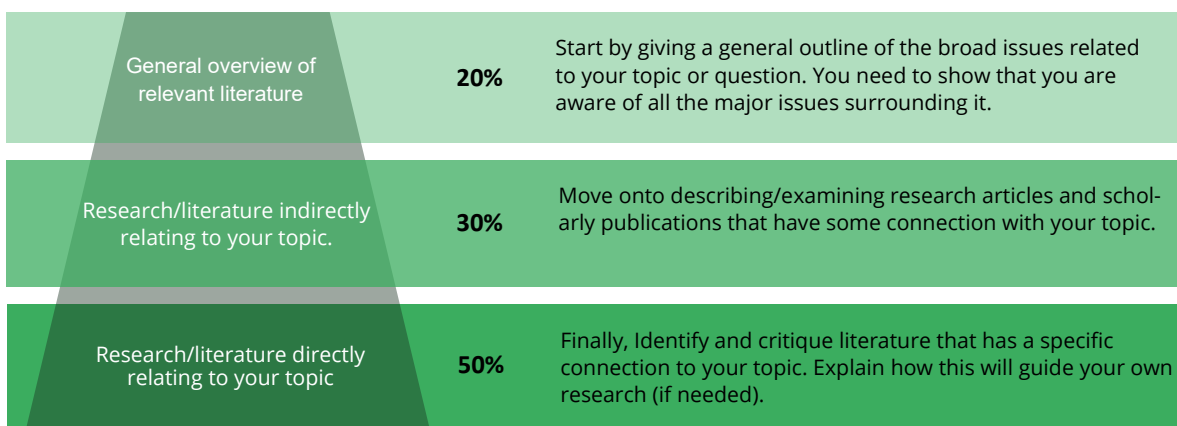 General overview of
relevant literature
20%
Start by giving a general outline of the broad issues related
to your topic or question. You need to show that you are
aware of all the major issues surrounding it.
Research/literature indirectly
relating to your topic.
30%
Move onto describing/examining research articles and schol-
arly publications that have some connection with your topic.
Research/literature directly
relating to your topic
50%
Finally, Identify and critique literature that has a specific
connection to your topic. Explain how this will guide your own
research (if needed).